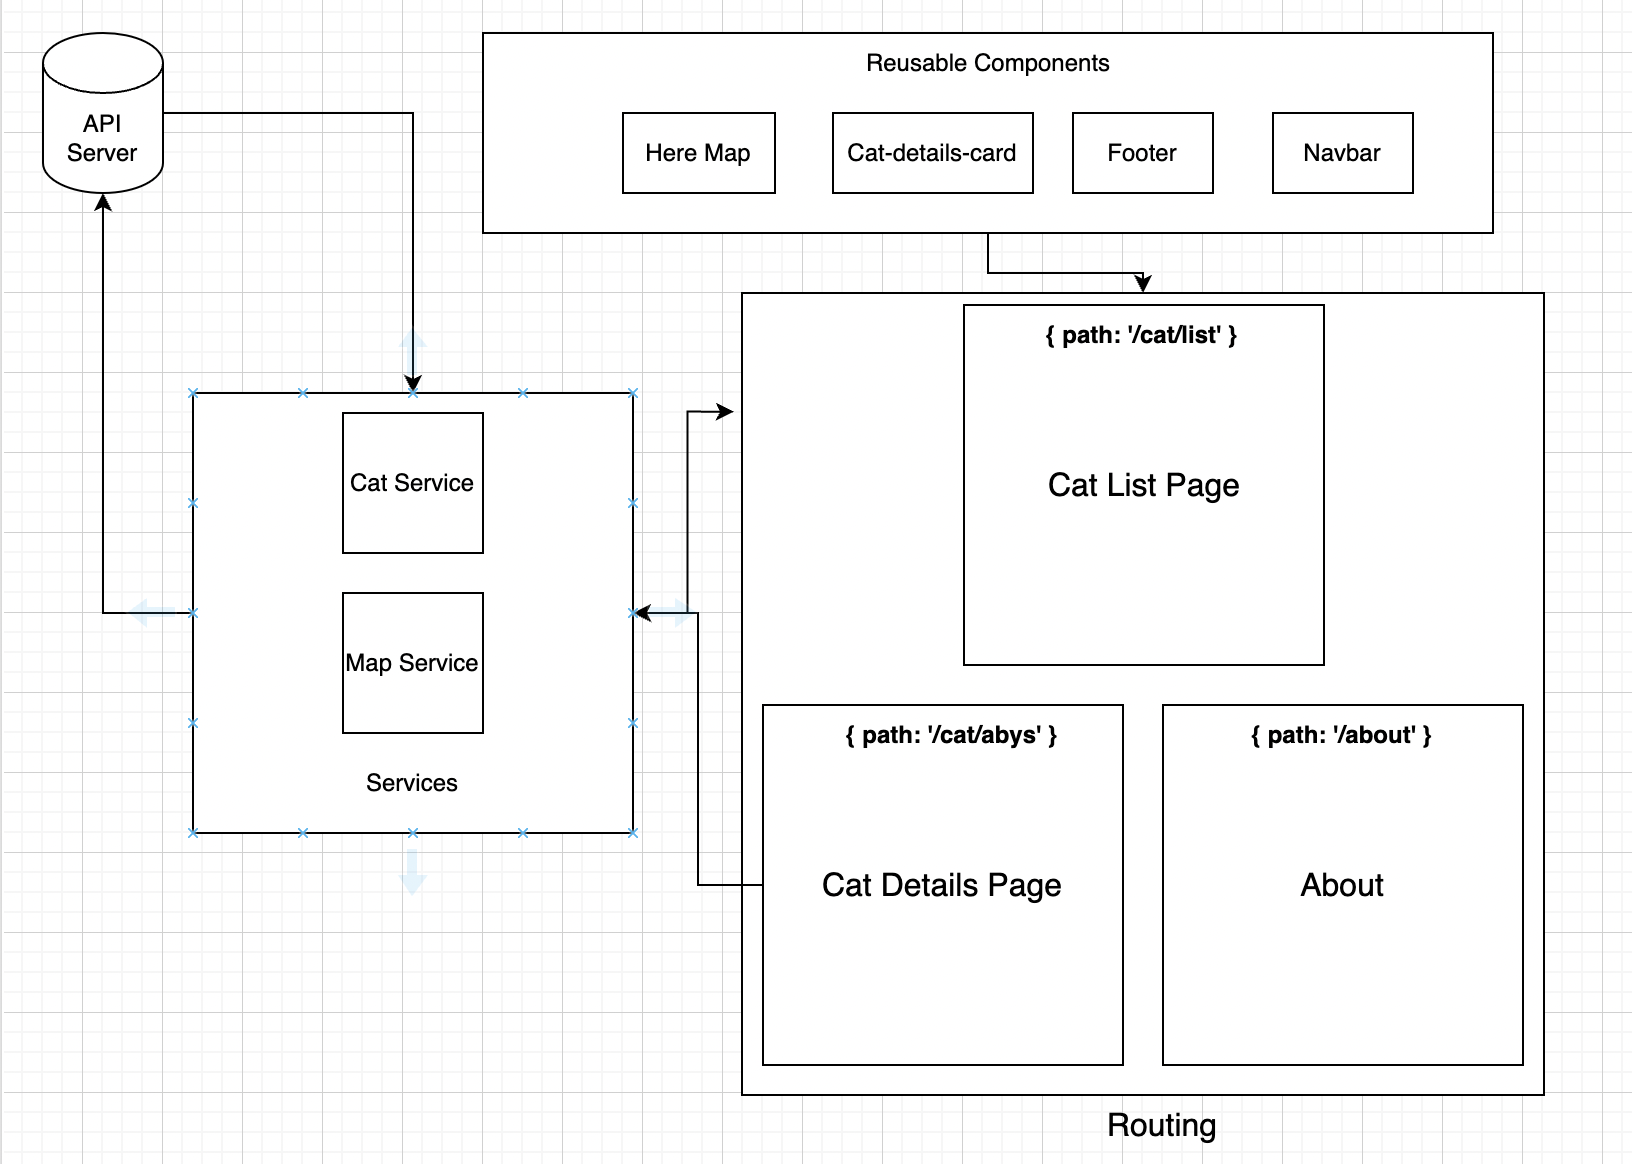 API
Server
Reusable Components
Here Map
Cat-details-card
Footer
Navbar
{ path: '/cat/list' }
Cat List Page
Cat Service
Map Service
Services
{ path: '/cat/abys' }
Cat Details Page
{ path: '/about' }
About
Routing